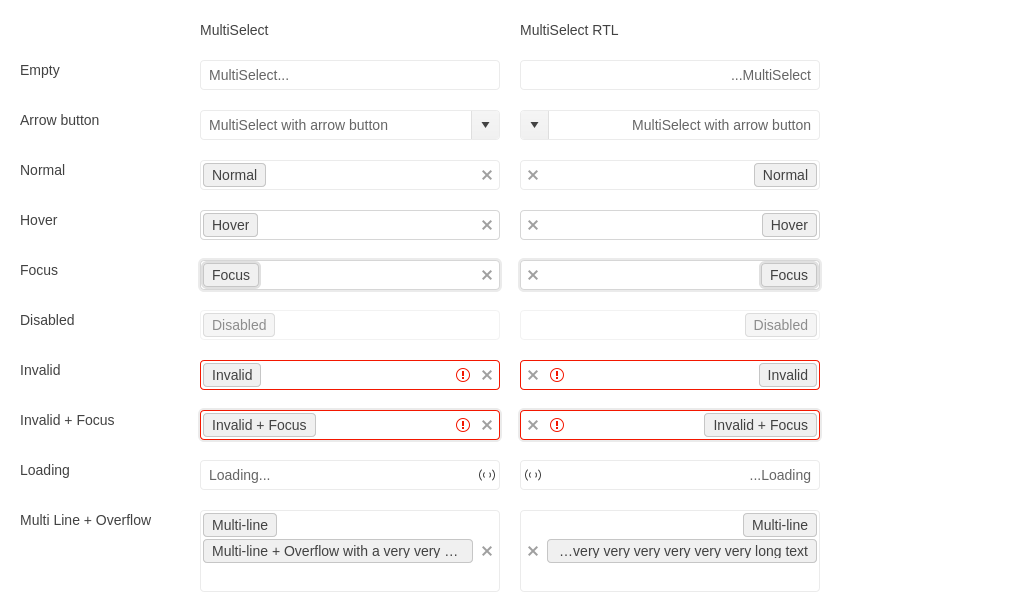 MultiSelect MultiSelect RTL
Empty MultiSelect... ...MultiSelect
Arrow button MultiSelect with arrow button MultiSelect with arrow button
Normal Normal Normal
Hover Hover Hover
Focus Focus Focus
Disabled Disabled Disabled
Invalid Invalid Invalid
Invalid + Focus Invalid + Focus Invalid + Focus
Loading Loading... ...Loading
Multi Line + Overflow Multi-line Multi-line
Multi-line + Overflow with a very very … …very very very very very very long text